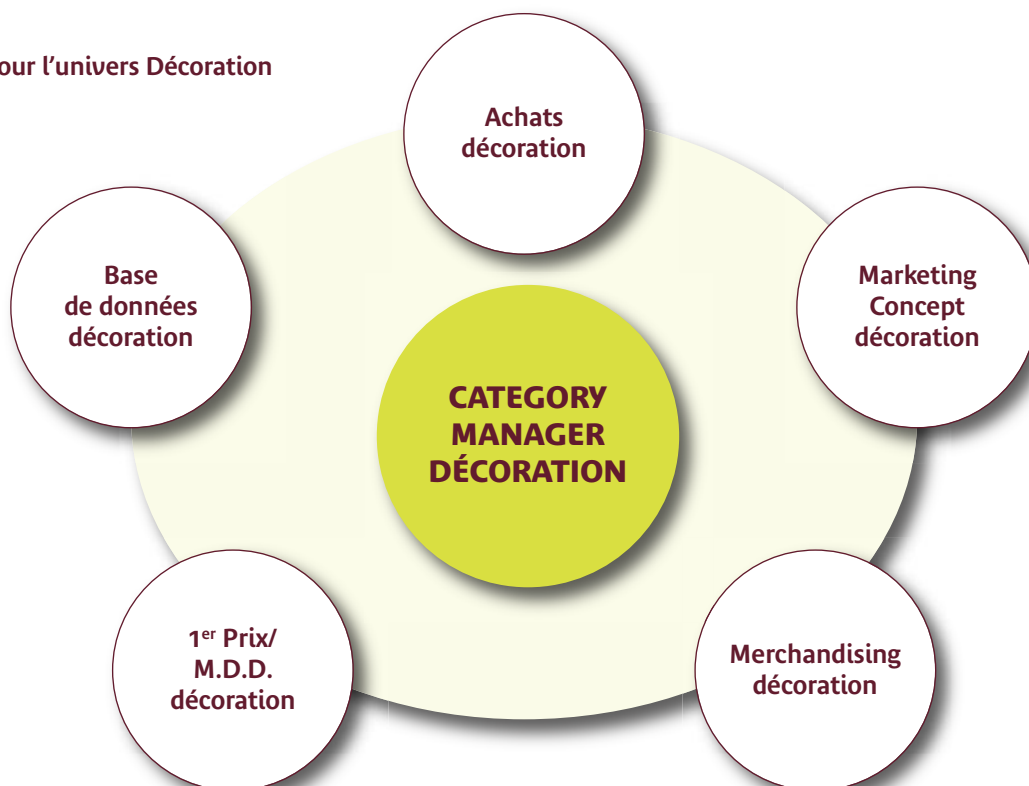 our l'univers Décoration
Achats
décoration
Base
de données
décoration
Marketing
Concept
décoration
CATEGORY
MANAGER
DÉCORATION
1er Prix/
M.D.D.
décoration
Merchandising
décoration